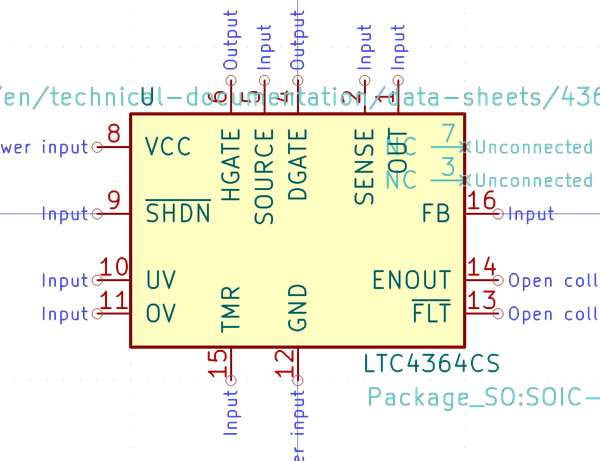 Output
Input
Output
Input
Input
6
5
4
2
1
U
/en/technical-documentation/data-sheets/436
HGATE
SOURCE
DGATE
SENSE
OUT
wer input 8 VCC
NC 7 Unconnected
NC 3 Unconnected
Input 9 SHDN
FB 16 Input
Input 10 UV
ENOUT 14 Open coll
Input 11 OV
FLT 13 Open coll
TMR
GND
15
12
LTC4364CS
Package_SO:SOIC-
Input
er input